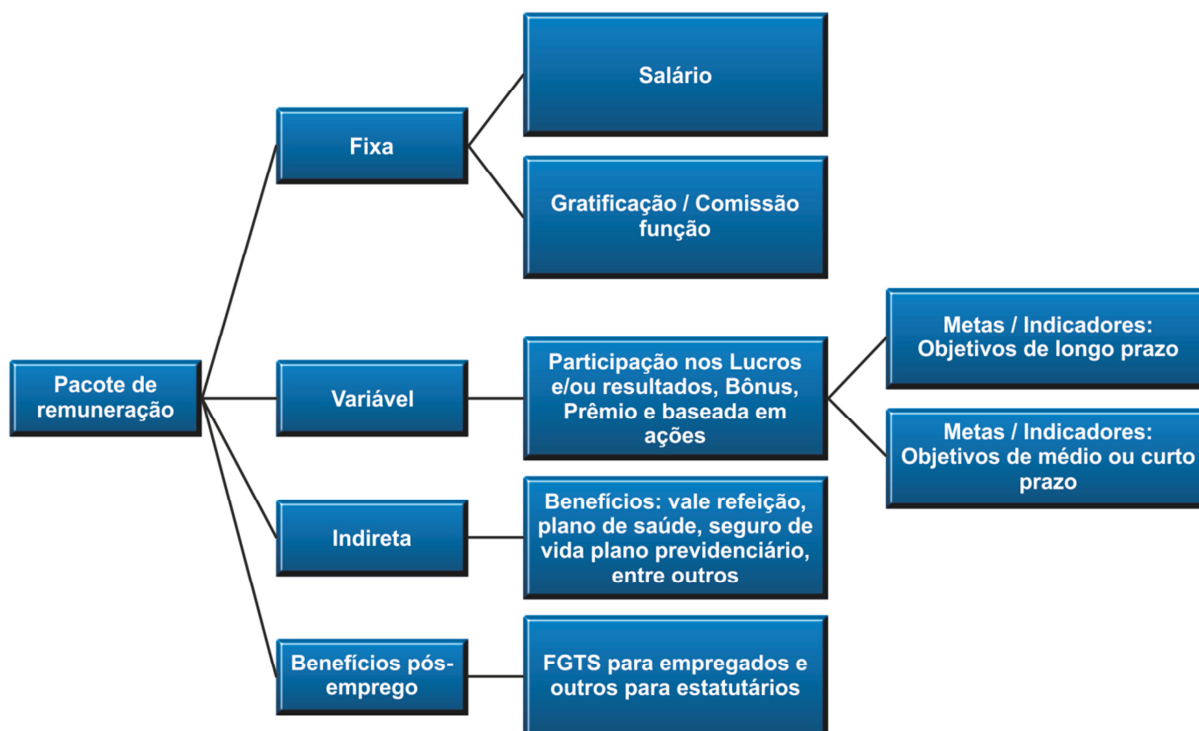 Pacote de
remuneração
Fixa
Salário
Gratificação / Comissão
função
Variável
Participação nos Lucros
e/ou resultados, Bônus,
Prêmio e baseada em
ações
Metas / Indicadores:
Objetivos de longo prazo
Metas / Indicadores:
Objetivos de médio ou curto
prazo
Indireta
Benefícios: vale refeição,
plano de saúde, seguro de
vida plano previdenciário,
entre outros
Benefícios pós-
emprego
FGTS para empregados e
outros para estatutários